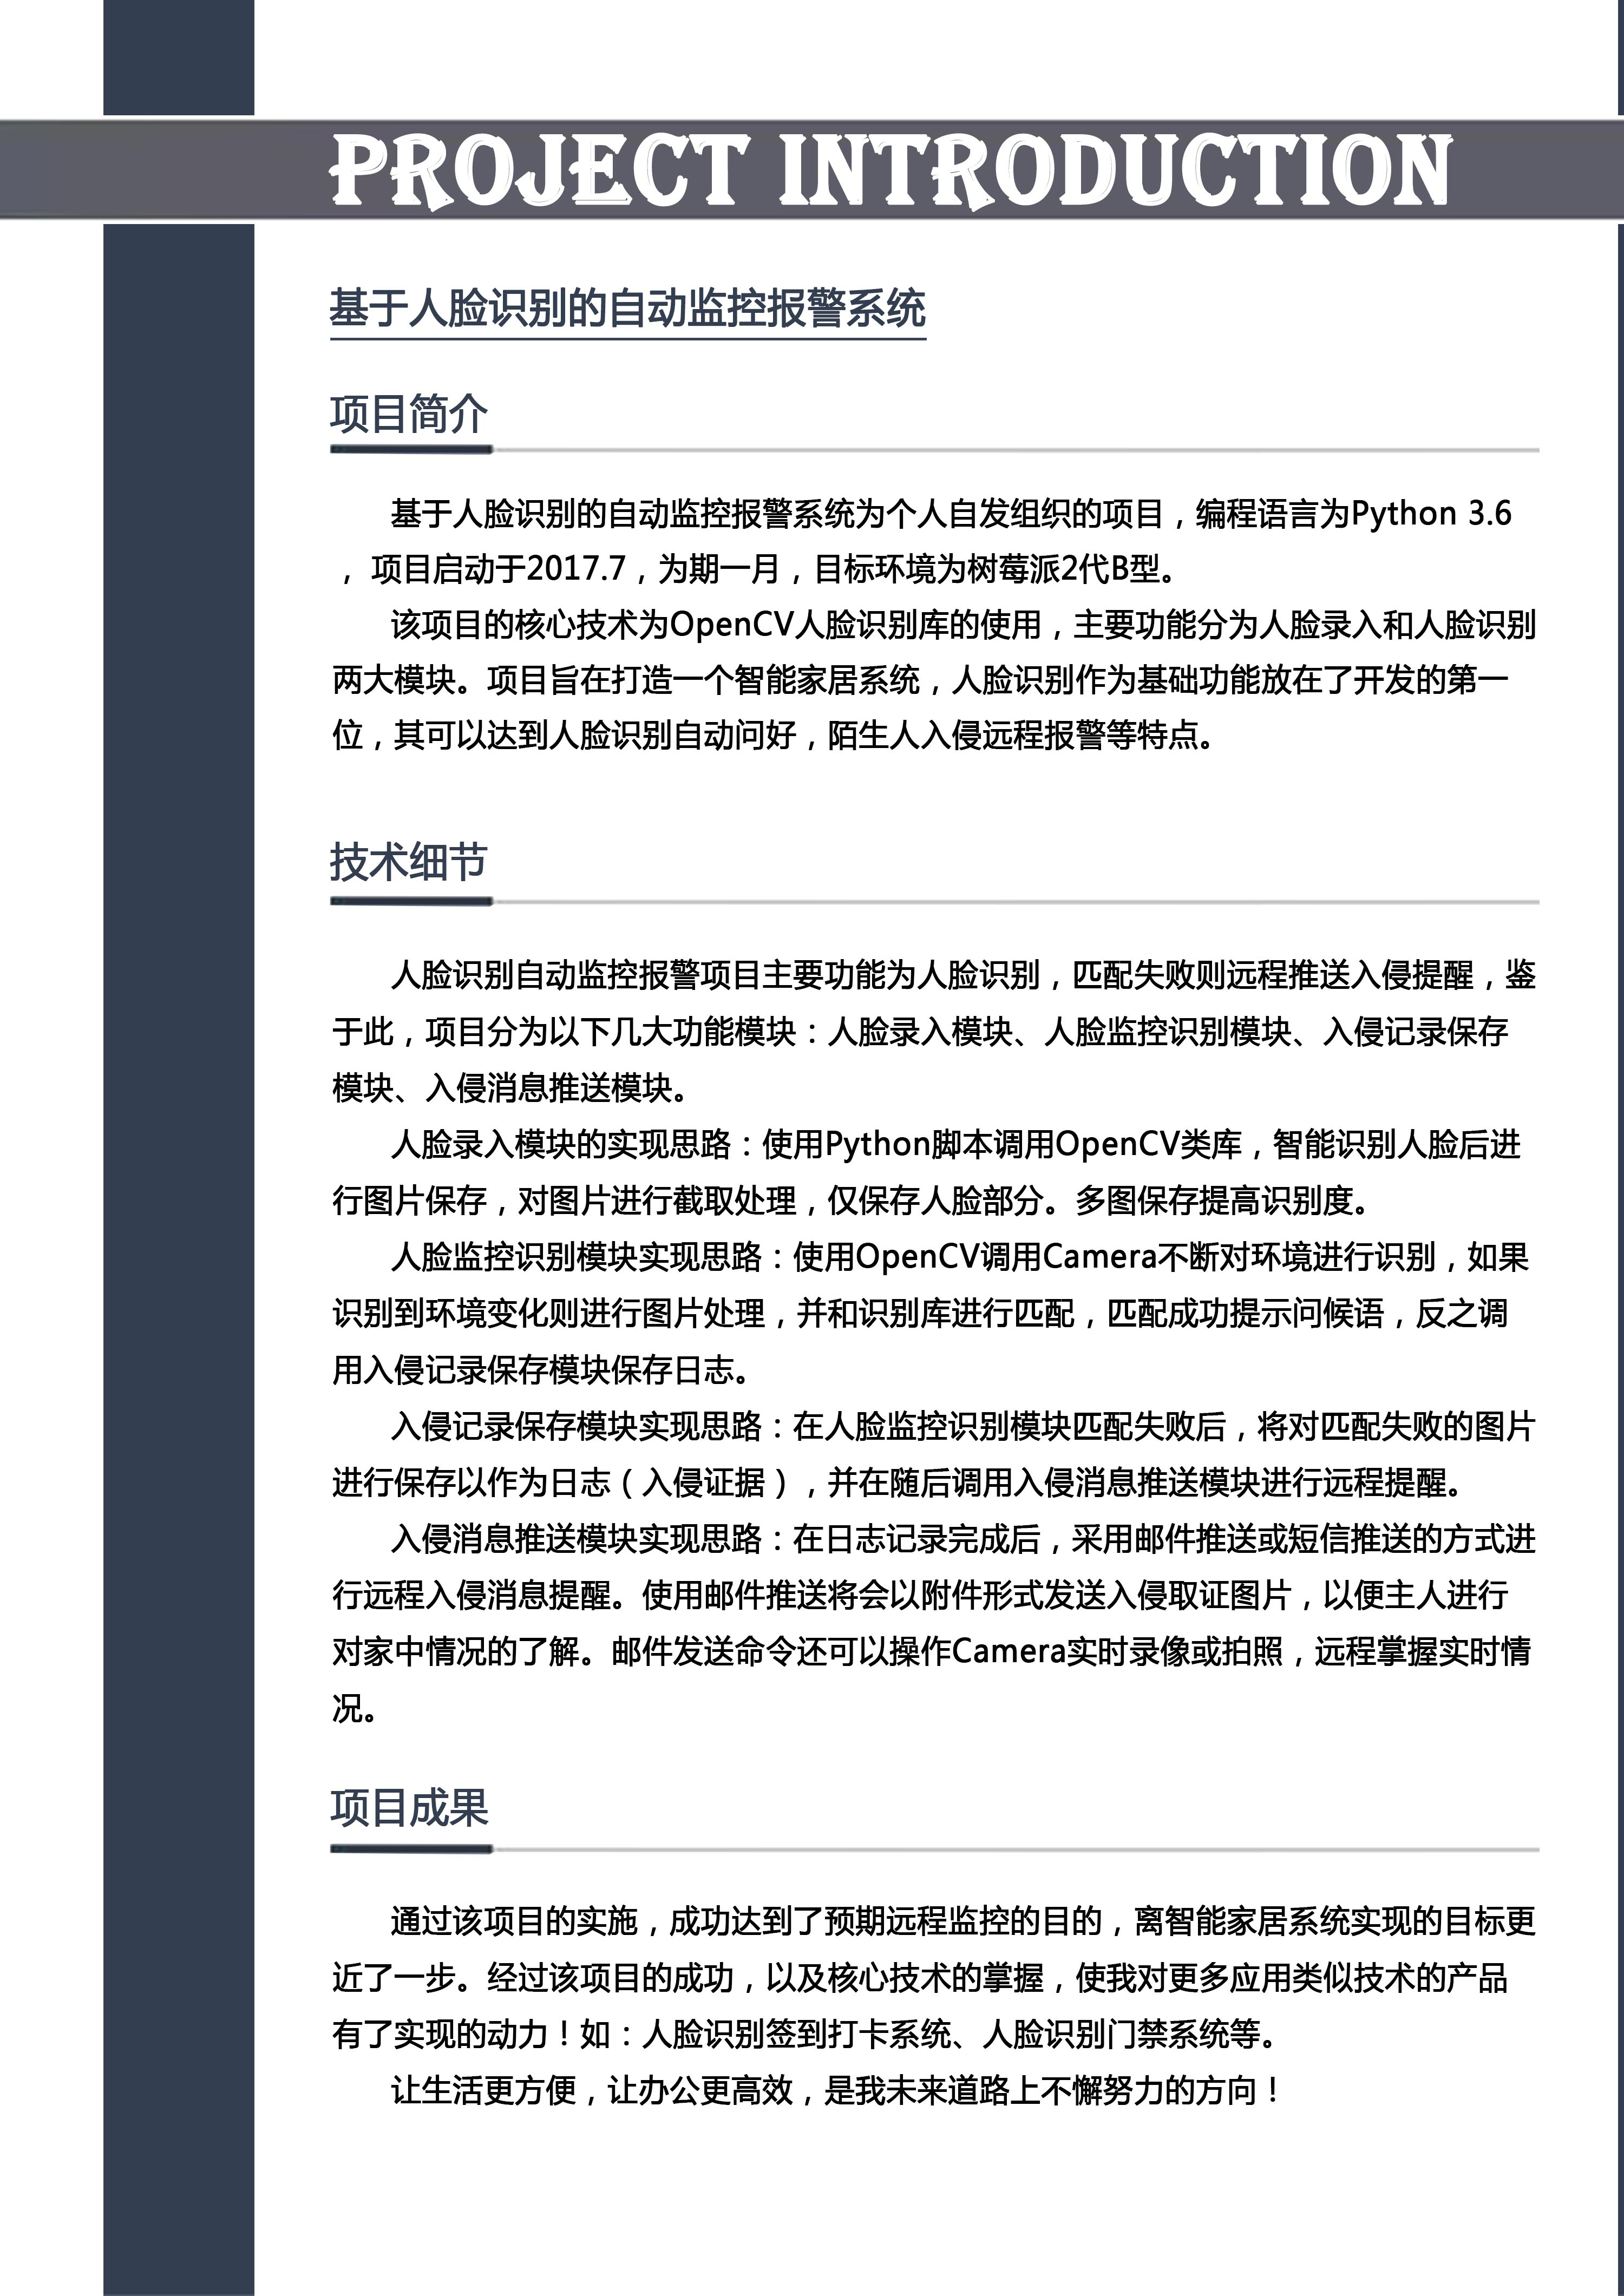 PROJECT INTRODUCTION
基于人脸识别的自动监控报警系统
项目简介
基于人脸识别的自动监控报警系统为个人自发组织的项目，编程语言为Python 3.6
，项目启动于2017.7，为期一月，目标环境为树莓派2代B型。
该项目的核心技术为OpenCV人脸识别库的使用，主要功能分为人脸录入和人脸识别
两大模块。项目旨在打造一个智能家居系统，人脸识别作为基础功能放在了开发的第一
位，其可以达到人脸识别自动问好，陌生人入侵远程报警等特点。
技术细节
人脸识别自动监控报警项目主要功能为人脸识别，匹配失败则远程推送入侵提醒，鉴
于此，项目分为以下几大功能模块：人脸录入模块、人脸监控识别模块、入侵记录保存
模块、入侵消息推送模块。
人脸录入模块的实现思路：使用Python脚本调用OpenCV类库，智能识别人脸后进
行图片保存，对图片进行截取处理，仅保存人脸部分。多图保存提高识别度。
人脸监控识别模块实现思路：使用OpenCV调用Camera不断对环境进行识别，如果
识别到环境变化则进行图片处理，并和识别库进行匹配，匹配成功提示问候语，反之调
用入侵记录保存模块保存日志。
入侵记录保存模块实现思路：在人脸监控识别模块匹配失败后，将对匹配失败的图片
进行保存以作为日志（入侵证据），并在随后调用入侵消息推送模块进行远程提醒。
入侵消息推送模块实现思路：在日志记录完成后，采用邮件推送或短信推送的方式进
行远程入侵消息提醒。使用邮件推送将会以附件形式发送入侵取证图片，以便主人进行
对家中情况的了解。邮件发送命令还可以操作Camera实时录像或拍照，远程掌握实时情
况。
项目成果
通过该项目的实施，成功达到了预期远程监控的目的，离智能家居系统实现的目标更
近了一步。经过该项目的成功，以及核心技术的掌握，使我对更多应用类似技术的产品
有了实现的动力！如：人脸识别签到打卡系统、人脸识别门禁系统等。
让生活更方便，让办公更高效，是我未来道路上不懈努力的方向！